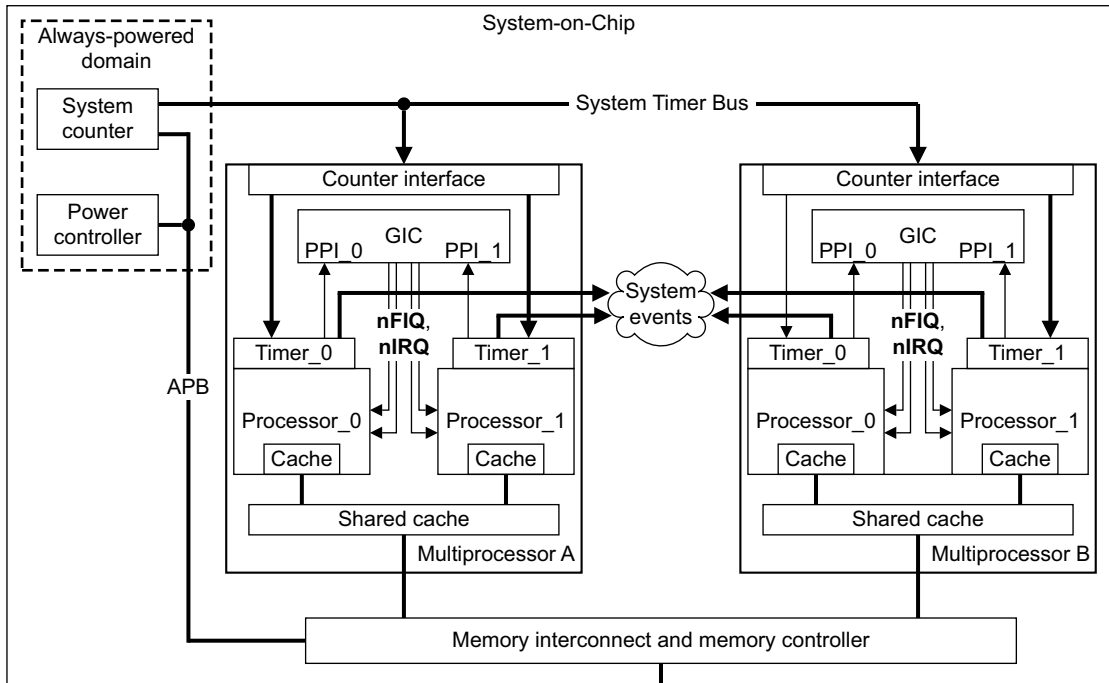 System-on-Chip
Always-powered
domain
System
counter
Power
controller
System Timer Bus
APB
Counter interface
GIC
PPI_0
PPI_1
nFIQ,
nIRQ
Timer_0
Timer_1
Processor_0
Processor_1
Cache
Cache
Shared cache
Multiprocessor A
System
events
Counter interface
GIC
PPI_0
PPI_1
nFIQ,
nIRQ
Timer_0
Timer_1
Processor_0
Processor_1
Cache
Cache
Shared cache
Multiprocessor B
Memory interconnect and memory controller